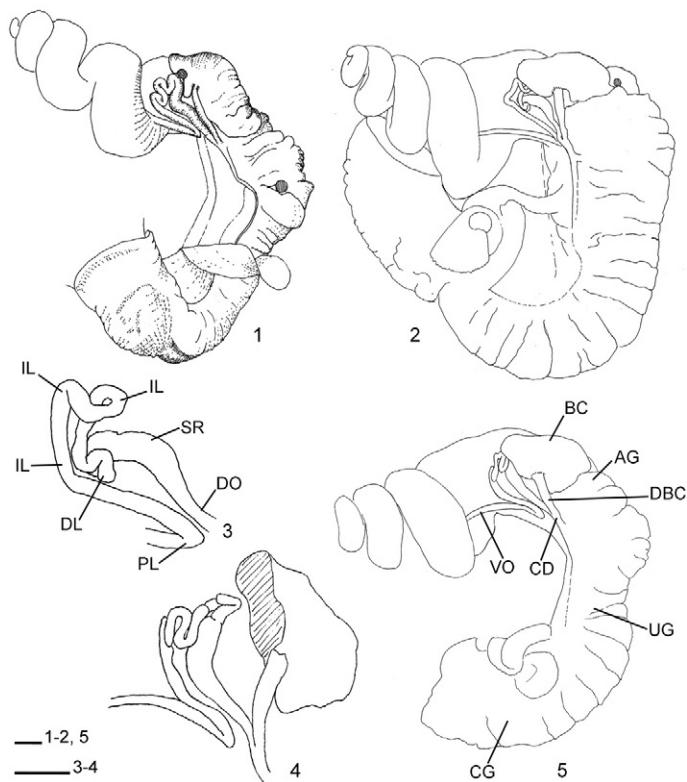 1
2
IL
IL
SR
IL
DO
DL
3
PL
BC
AG
DBC
VO
CD
UG
1-2, 5
3-4
4
CG
5